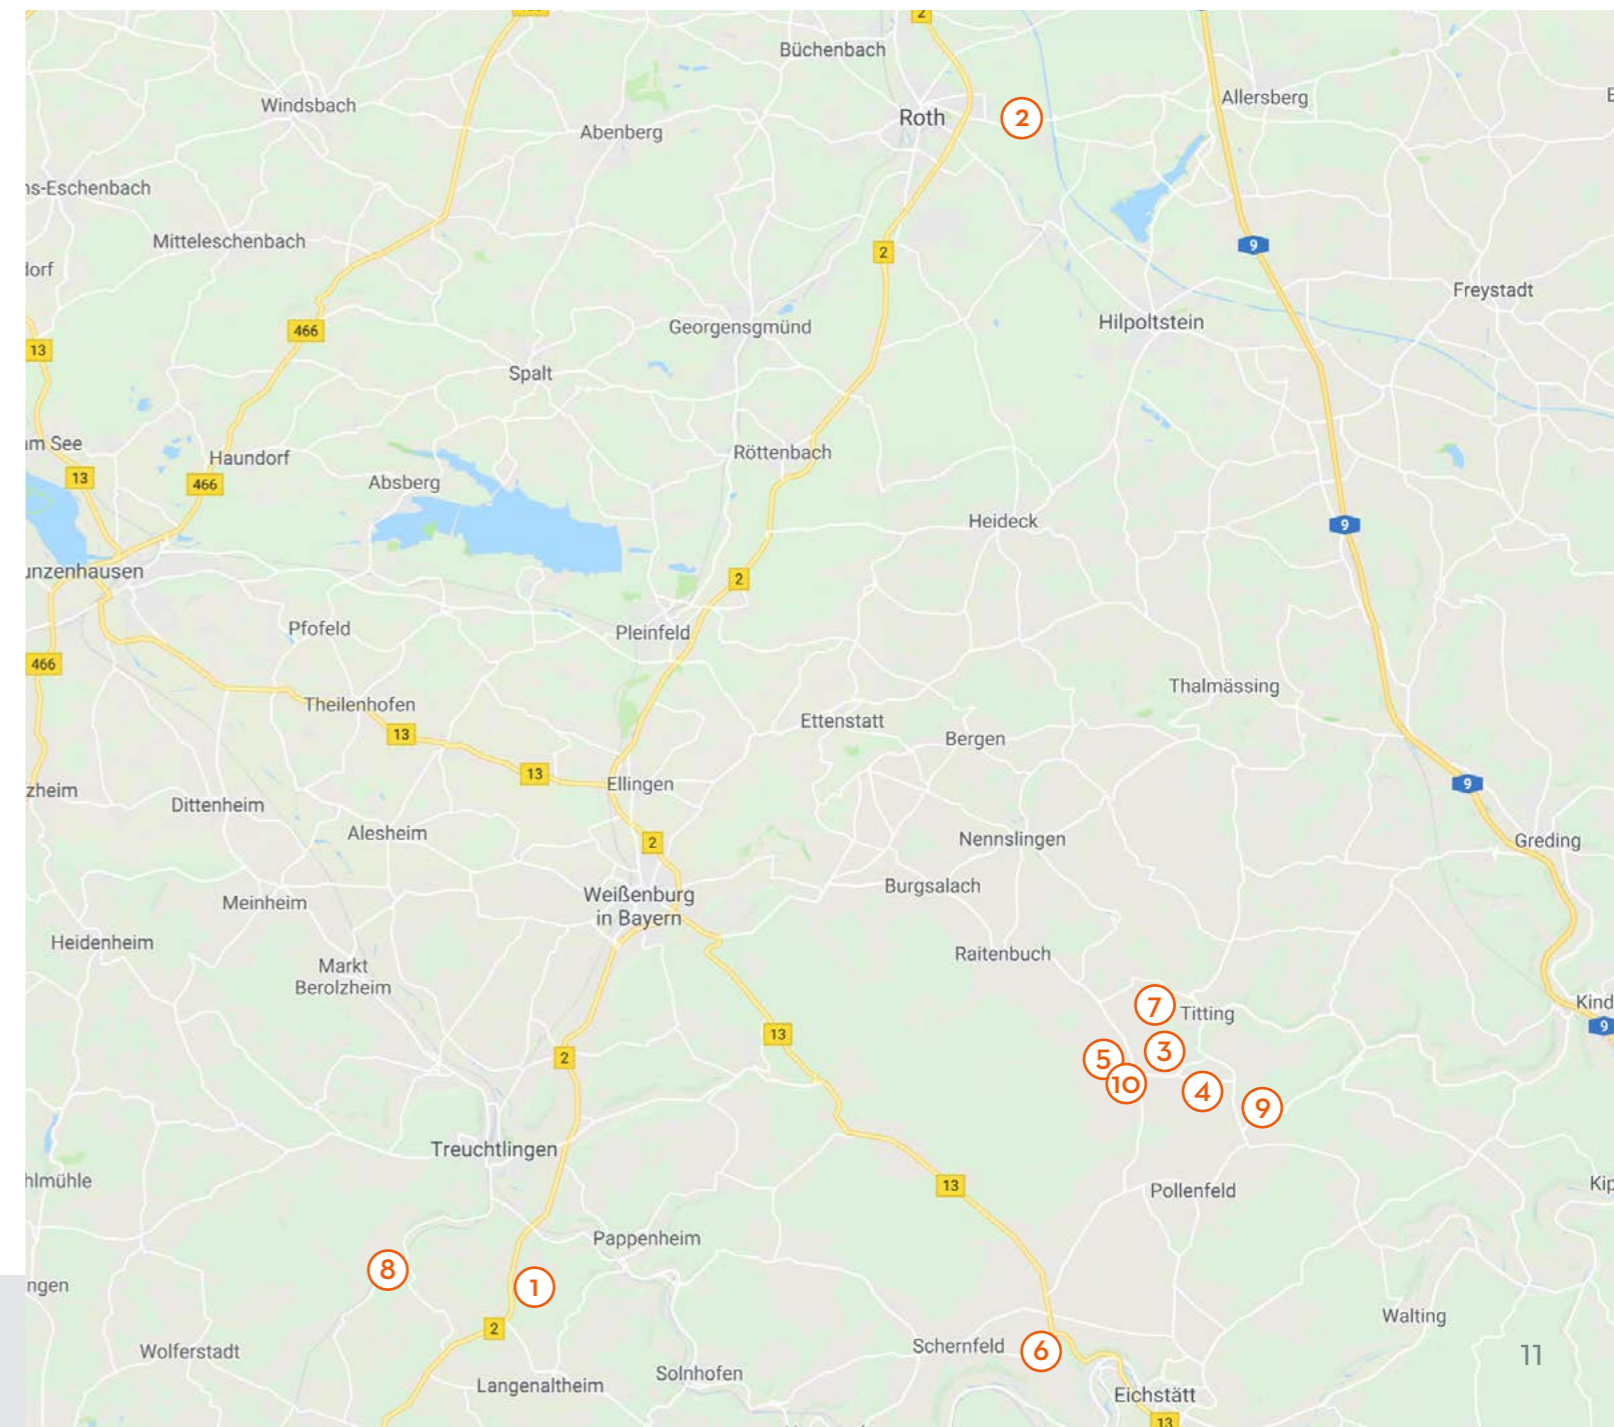 2
Büchenbach
Windsbach
Abenberg
Roth
2
Allersberg
ns-Eschenbach
Mitteleschenbach
dorf
2
9
Freystadt
466
Georgensgmünd
Hilpoltstein
13
Spalt
am See
Haundorf
Röttenbach
13
466
Absberg
Heideck
9
unzenhausen
2
Pfofeld
Pleinfeld
466
Thalmässing
Theilenhofen
Ettenstatt
13
Bergen
13
Ellingen
9
zheim
Dittenheim
Alesheim
2
Nennslingen
Greding
Weißenburg
in Bayern
Burgsalach
Meinheim
Heidenheim
Raitenbuch
Markt
Berolzheim
Kind
7
Titting
9
13
2
5
3
10
4
9
Treuchtlingen
hlmühle
13
Pollenfeld
Kip
Pappenheim
8
1
ngen
Walting
2
Wolferstadt
Schernfeld
6
11
Solnhofen
Langenaltheim
Eichstätt
13